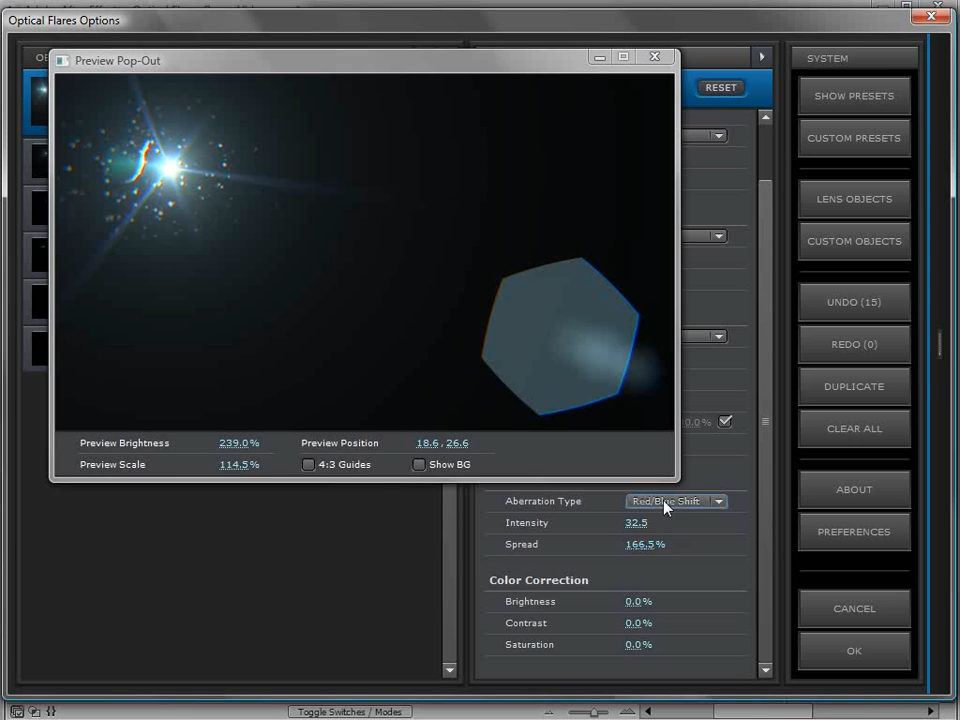 Optical Flares Options
Preview Pop-Out
SYSTEM
RESET
SHOW PRESETS
CUSTOM PRESETS
LENS OBJECTS
CUSTOM OBJECTS
UNDO (15)
REDO (0)
DUPLICATE
CLEAR ALL
ABOUT
PREFERENCES
CANCEL
OK
Preview Brightness 239.0% Preview Position 18.6 , 26.6
Preview Scale 114.5% 4:3 Guides Show BG
Aberration Type Red/Blue Shift
Intensity 32.5
Spread 166.5%
Color Correction
Brightness 0.0%
Contrast 0.0%
Saturation 0.0%
Toggle Switches / Modes